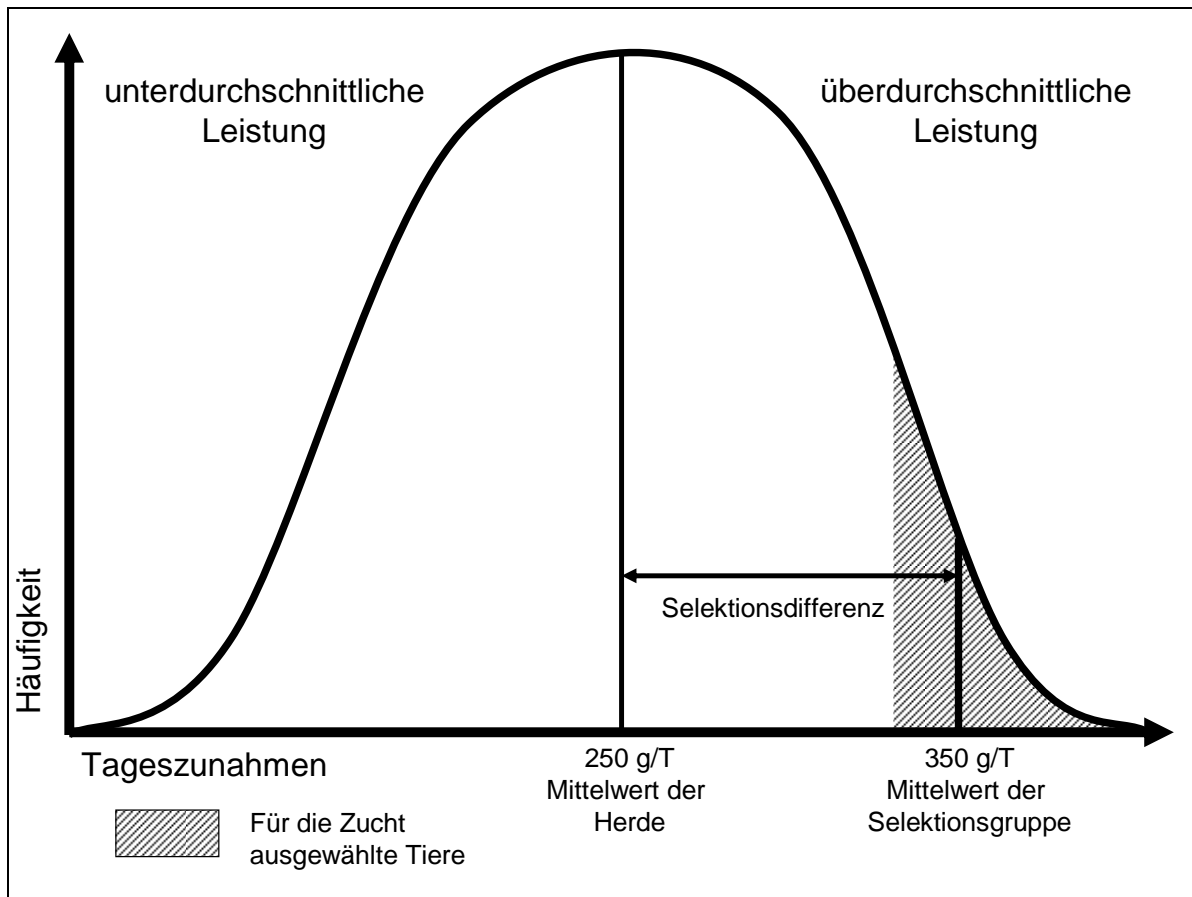 unterdurchschnittliche
Leistung
überdurchschnittliche
Leistung
Häufigkeit
Selektionsdifferenz
Tageszunahmen
250 g/T
Mittelwert der
Herde
350 g/T
Mittelwert der
Selektionsgruppe
Für die Zucht
ausgewählte Tiere